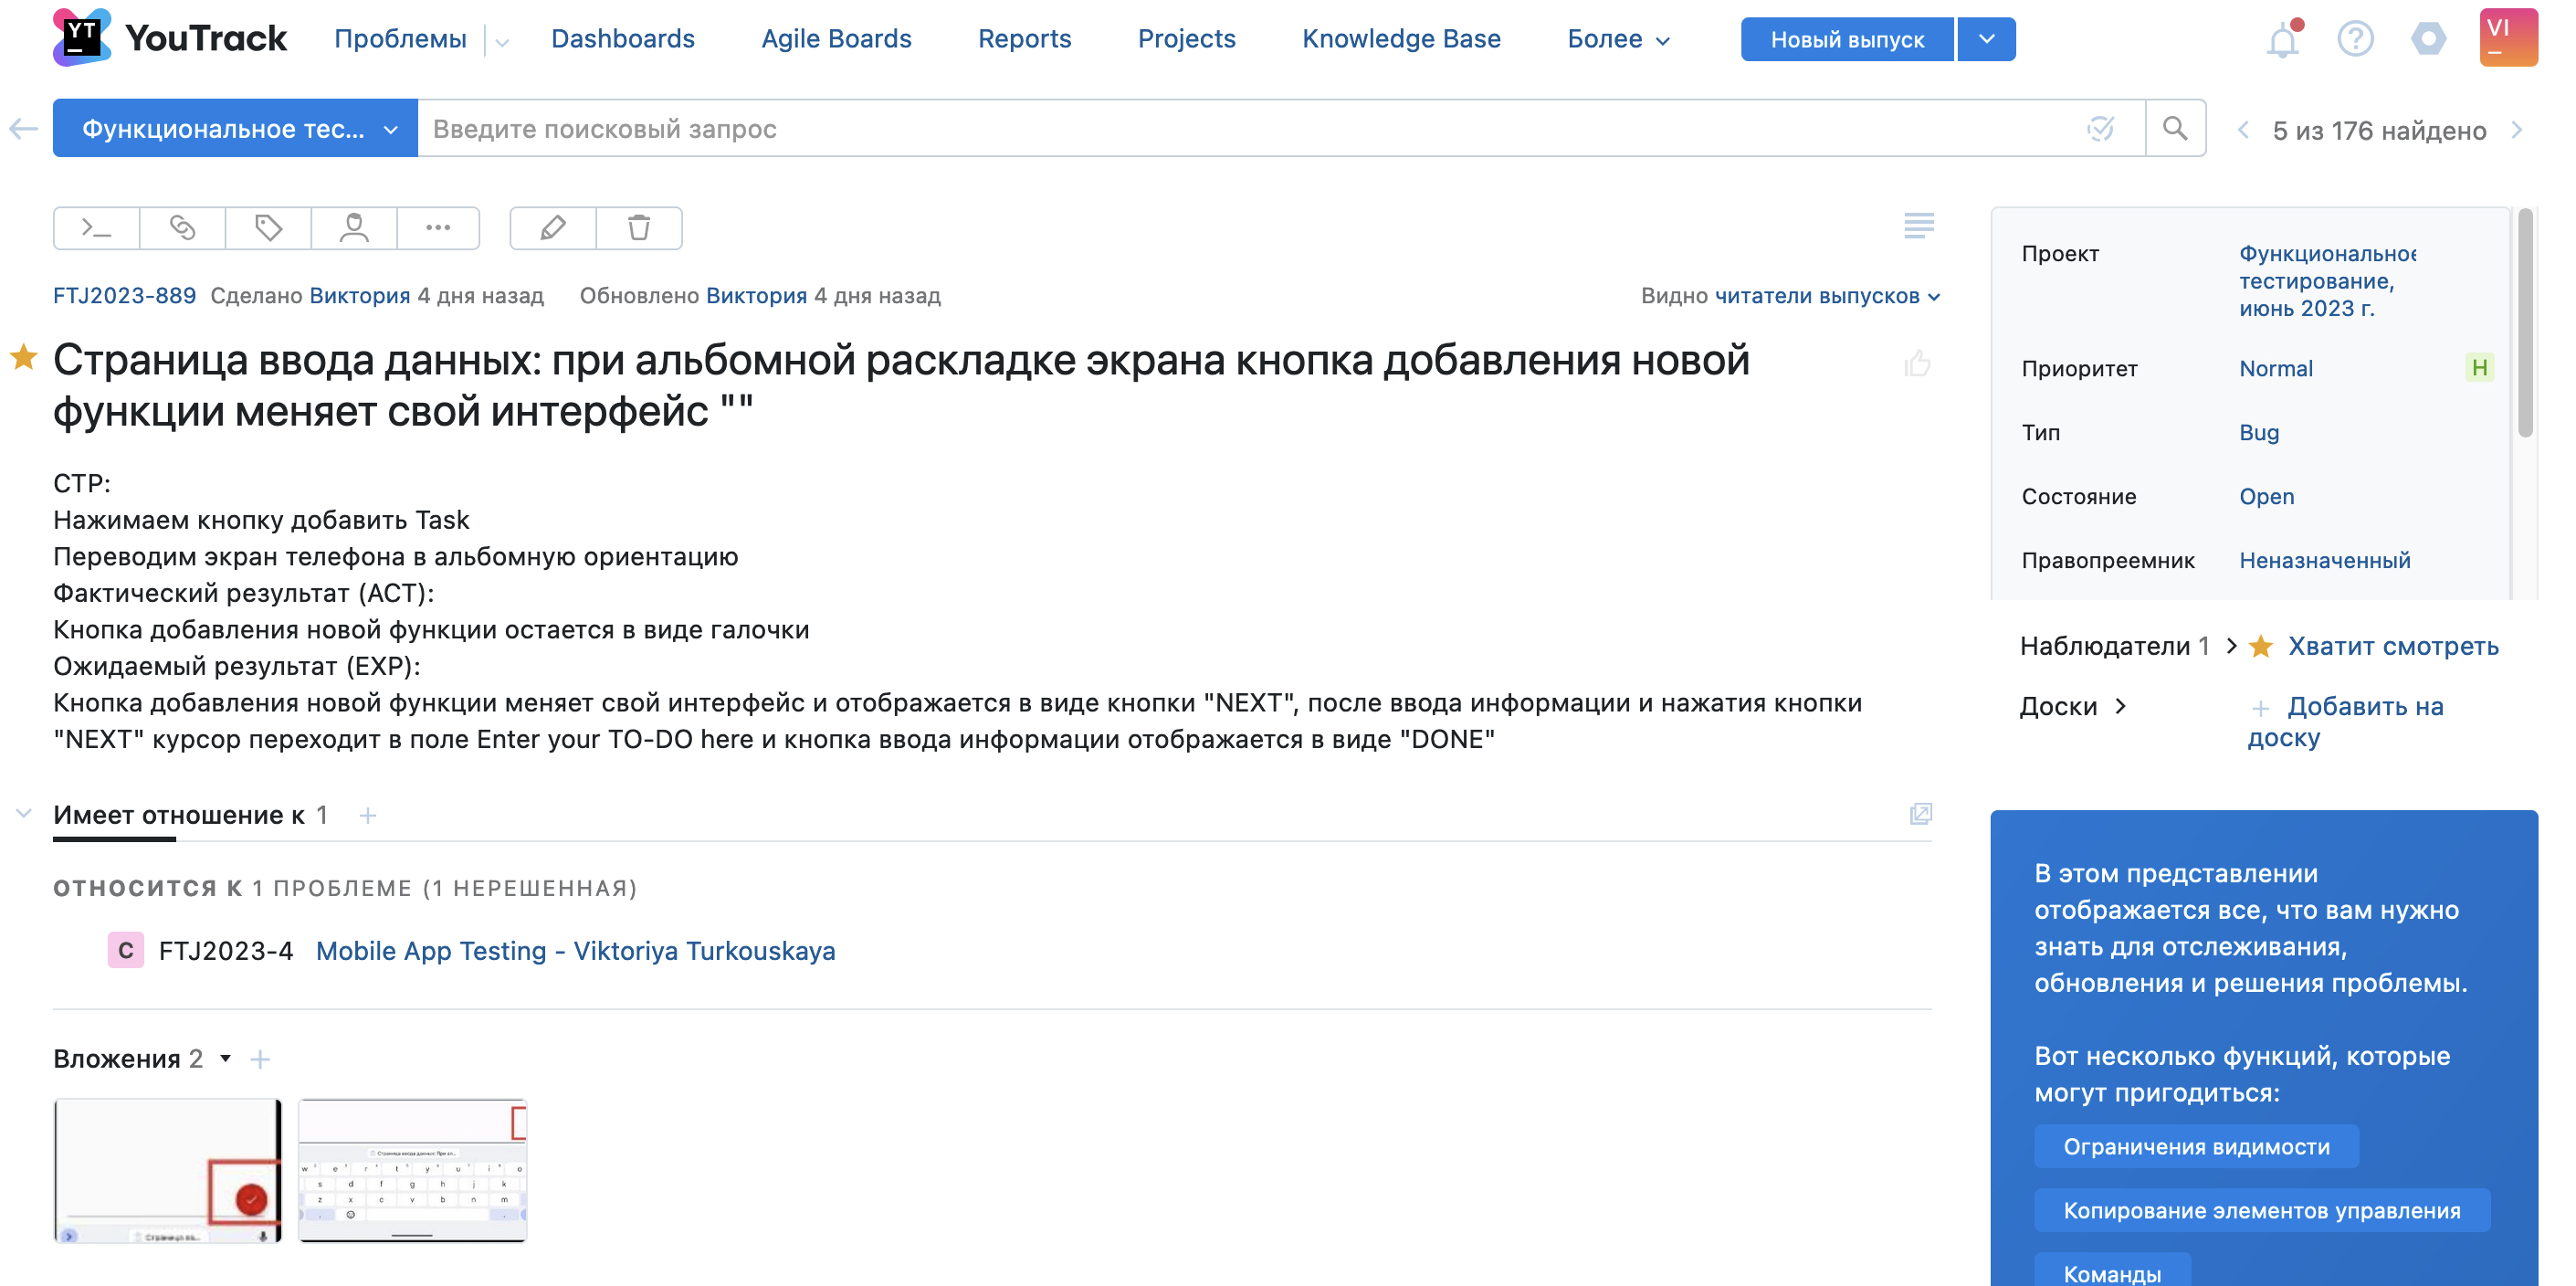 YT YouTrack Проблемы Dashboards Agile Boards Reports Projects Knowledge Base Более Новый выпуск VI
Функциональное тес... Введите поисковый запрос 5 из 176 найдено
FTJ2023-889 Сделано Виктория 4 дня назад Обновлено Виктория 4 дня назад Видно читатели выпусков
Страница ввода данных: при альбомной раскладке экрана кнопка добавления новой
функции меняет свой интерфейс ""
СТР:
Нажимаем кнопку добавить Task
Переводим экран телефона в альбомную ориентацию
Фактический результат (ACT):
Кнопка добавления новой функции остается в виде галочки
Ожидаемый результат (EXP):
Кнопка добавления новой функции меняет свой интерфейс и отображается в виде кнопки "NEXT", после ввода информации и нажатия кнопки
"NEXT" курсор переходит в поле Enter your TO-DO here и кнопка ввода информации отображается в виде "DONE"
Имеет отношение к 1
ОТНОСИТСЯ К 1 ПРОБЛЕМЕ (1 НЕРЕШЕННАЯ)
C FTJ2023-4 Mobile App Testing - Viktoriya Turkouskaya
Вложения 2
w e r t y u i o
s d f g h j k
z x c v b n m
Проект Функциональное
тестирование,
июнь 2023 г.
Приоритет Normal Н
Тип Bug
Состояние Open
Правопреемник Неназначенный
Наблюдатели 1 Хватит смотреть
Доски Добавить на
доску
В этом представлении
отображается все, что вам нужно
знать для отслеживания,
обновления и решения проблемы.
Вот несколько функций, которые
могут пригодиться:
Ограничения видимости
Копирование элементов управления
Команды